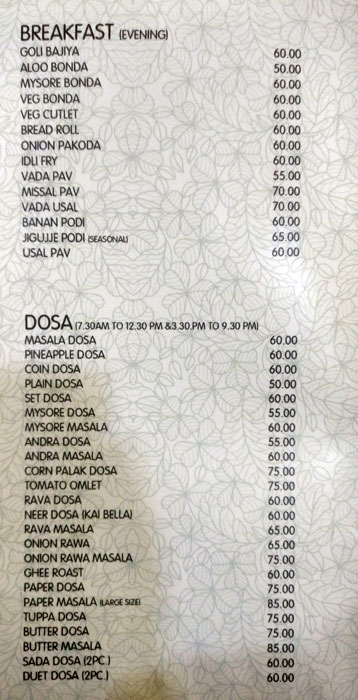 BREAKFAST (EVENING)
GOLI BAJIYA 60.00
ALOO BONDA 50.00
MYSORE BONDA 60.00
VEG BONDA 60.00
VEG CUTLET 60.00
BREAD ROLL 60.00
ONION PAKODA 60.00
IDLI FRY 60.00
VADA PAV 55.00
MISSAL PAV 70.00
VADA USAL 70.00
BANAN PODI 60.00
JIGUJJE PODI (SEASONAL) 65.00
USAL PAV 60.00
DOSA (7.30AM TO 12.30 PM &3.30.PM TO 9.30 PM)
MASALA DOSA 60.00
PINEAPPLE DOSA 60.00
COIN DOSA 60.00
PLAIN DOSA 50.00
SET DOSA 60.00
MYSORE DOSA 55.00
MYSORE MASALA 60.00
ANDRA DOSA 55.00
ANDRA MASALA 60.00
CORN PALAK DOSA 75.00
TOMATO OMLET 75.00
RAVA DOSA 60.00
NEER DOSA (KAI BELLA) 60.00
RAVA MASALA 65.00
ONION RAWA 65.00
ONION RAWA MASALA 75.00
GHEE ROAST 60.00
PAPER DOSA 75.00
PAPER MASALA (LARGE SIZE) 85.00
TUPPA DOSA 75.00
BUTTER DOSA 75.00
BUTTER MASALA 85.00
SADA DOSA (2PC.) 60.00
DUET DOSA (2PC.) 60.00